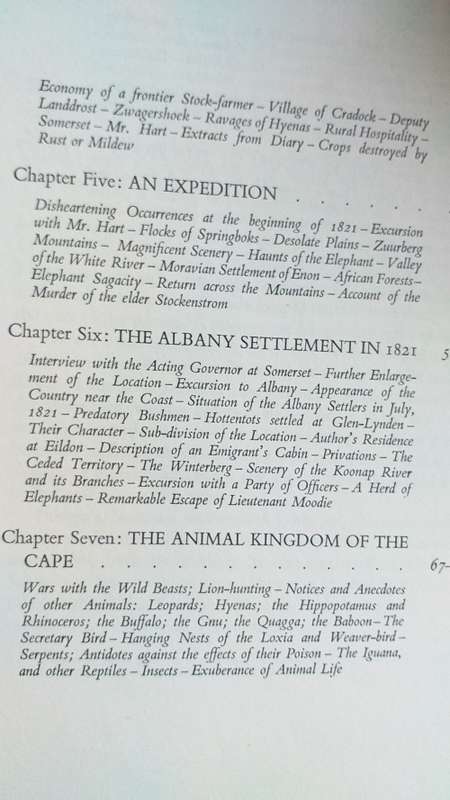 Economy of a frontier Stock-farmer – Village of Cradock – Deputy
Landdrost – Zwagershoek – Ravages of Hyenas – Rural Hospitality –
Somerset – Mr. Hart – Extracts from Diary – Crops destroyed by
Rust or Mildew
Chapter Five: AN EXPEDITION . . . . . .
Disheartening Occurrences at the beginning of 1821 – Excursion
with Mr. Hart – Flocks of Springboks – Desolate Plains – Zuurberg
Mountains – Magnificent Scenery – Haunts of the Elephant – Valley
of the White River – Moravian Settlement of Enon – African Forests –
Elephant Sagacity – Return across the Mountains – Account of the
Murder of the elder Stockenstrom
Chapter Six: THE ALBANY SETTLEMENT IN 1821 5
Interview with the Acting Governor at Somerset – Further Enlarge-
ment of the Location – Excursion to Albany – Appearance of the
Country near the Coast – Situation of the Albany Settlers in July,
1821 – Predatory Bushmen – Hottentots settled at Glen-Lynden –
Their Character – Sub-division of the Location – Author's Residence
at Eildon – Description of an Emigrant's Cabin – Privations – The
Ceded Territory – The Winterberg – Scenery of the Koonap River
and its Branches – Excursion with a Party of Officers – A Herd of
Elephants – Remarkable Escape of Lieutenant Moodie
Chapter Seven: THE ANIMAL KINGDOM OF THE
CAPE . . . . . . . . . . . . 67-
Wars with the Wild Beasts; Lion-hunting – Notices and Anecdotes
of other Animals: Leopards; Hyenas; the Hippopotamus and
Rhinoceros; the Buffalo; the Gnu; the Quagga; the Baboon – The
Secretary Bird – Hanging Nests of the Loxia and Weaver-bird –
Serpents; Antidotes against the effects of their Poison – The Iguana,
and other Reptiles – Insects – Exuberance of Animal Life